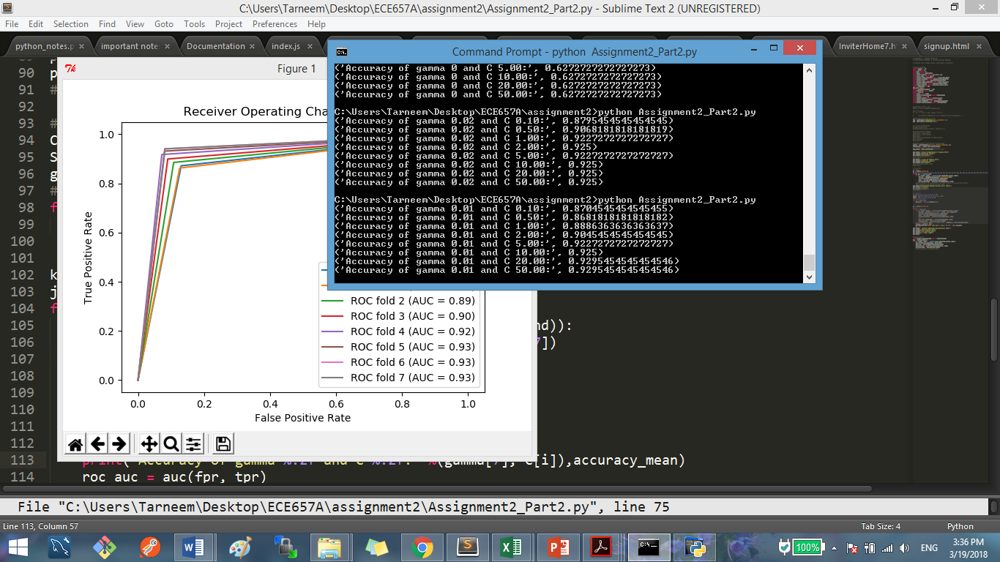 C:\Users\Tarneem\Desktop\ECE657A\assignment2\Assignment2_Part2.py - Sublime Text 2 (UNREGISTERED)
File Edit Selection Find View Goto Tools Project Preferences Help
python_notes.p important note Documentation index.js InviterHome7.h signup.html
Command Prompt - python Assignment2_Part2.py
('Accuracy of gamma 0 and C 5.00:', 0.6272727272727273)
('Accuracy of gamma 0 and C 10.00:', 0.6272727272727273)
('Accuracy of gamma 0 and C 20.00:', 0.6272727272727273)
('Accuracy of gamma 0 and C 50.00:', 0.6272727272727273)
C:\Users\Tarneem\Desktop\ECE657A\assignment2>python Assignment2_Part2.py
('Accuracy of gamma 0.02 and C 0.10:', 0.8795454545454545)
('Accuracy of gamma 0.02 and C 0.50:', 0.9068181818181819)
('Accuracy of gamma 0.02 and C 1.00:', 0.9227272727272727)
('Accuracy of gamma 0.02 and C 2.00:', 0.925)
('Accuracy of gamma 0.02 and C 5.00:', 0.9227272727272727)
('Accuracy of gamma 0.02 and C 10.00:', 0.925)
('Accuracy of gamma 0.02 and C 20.00:', 0.925)
('Accuracy of gamma 0.02 and C 50.00:', 0.925)
C:\Users\Tarneem\Desktop\ECE657A\assignment2>python Assignment2_Part2.py
('Accuracy of gamma 0.01 and C 0.10:', 0.8704545454545455)
('Accuracy of gamma 0.01 and C 0.50:', 0.8681818181818182)
('Accuracy of gamma 0.01 and C 1.00:', 0.8886363636363637)
('Accuracy of gamma 0.01 and C 2.00:', 0.9045454545454545)
('Accuracy of gamma 0.01 and C 5.00:', 0.9227272727272727)
('Accuracy of gamma 0.01 and C 10.00:', 0.925)
('Accuracy of gamma 0.01 and C 20.00:', 0.9295454545454546)
('Accuracy of gamma 0.01 and C 50.00:', 0.9295454545454546)
Figure 1
Receiver Operating Cha
True Positive Rate
1.0
0.8
0.6
0.4
0.2
0.0
ROC fold 2 (AUC = 0.89)
ROC fold 3 (AUC = 0.90)
ROC fold 4 (AUC = 0.92)
ROC fold 5 (AUC = 0.93)
ROC fold 6 (AUC = 0.93)
ROC fold 7 (AUC = 0.93)
0.0 0.2 0.4 0.6 0.8 1.0
False Positive Rate
90 p
91 #
92
93 #
94 C
95 S
96 g
97 #
98 f
99
100
101
102 k
103 j
104 f
105 nd)):
106 7])
107
108
109
110
111
112
113 print('Accuracy of gamma %.2f and C %.2f:' %(gamma[7], C[i]),accuracy_mean)
114 roc auc = auc(fpr, tpr)
File "C:\Users\Tarneem\Desktop\ECE657A\assignment2\Assignment2_Part2.py", line 75
Line 113, Column 57 Tab Size: 4 Python
100% ENG 3:36 PM
3/19/2018